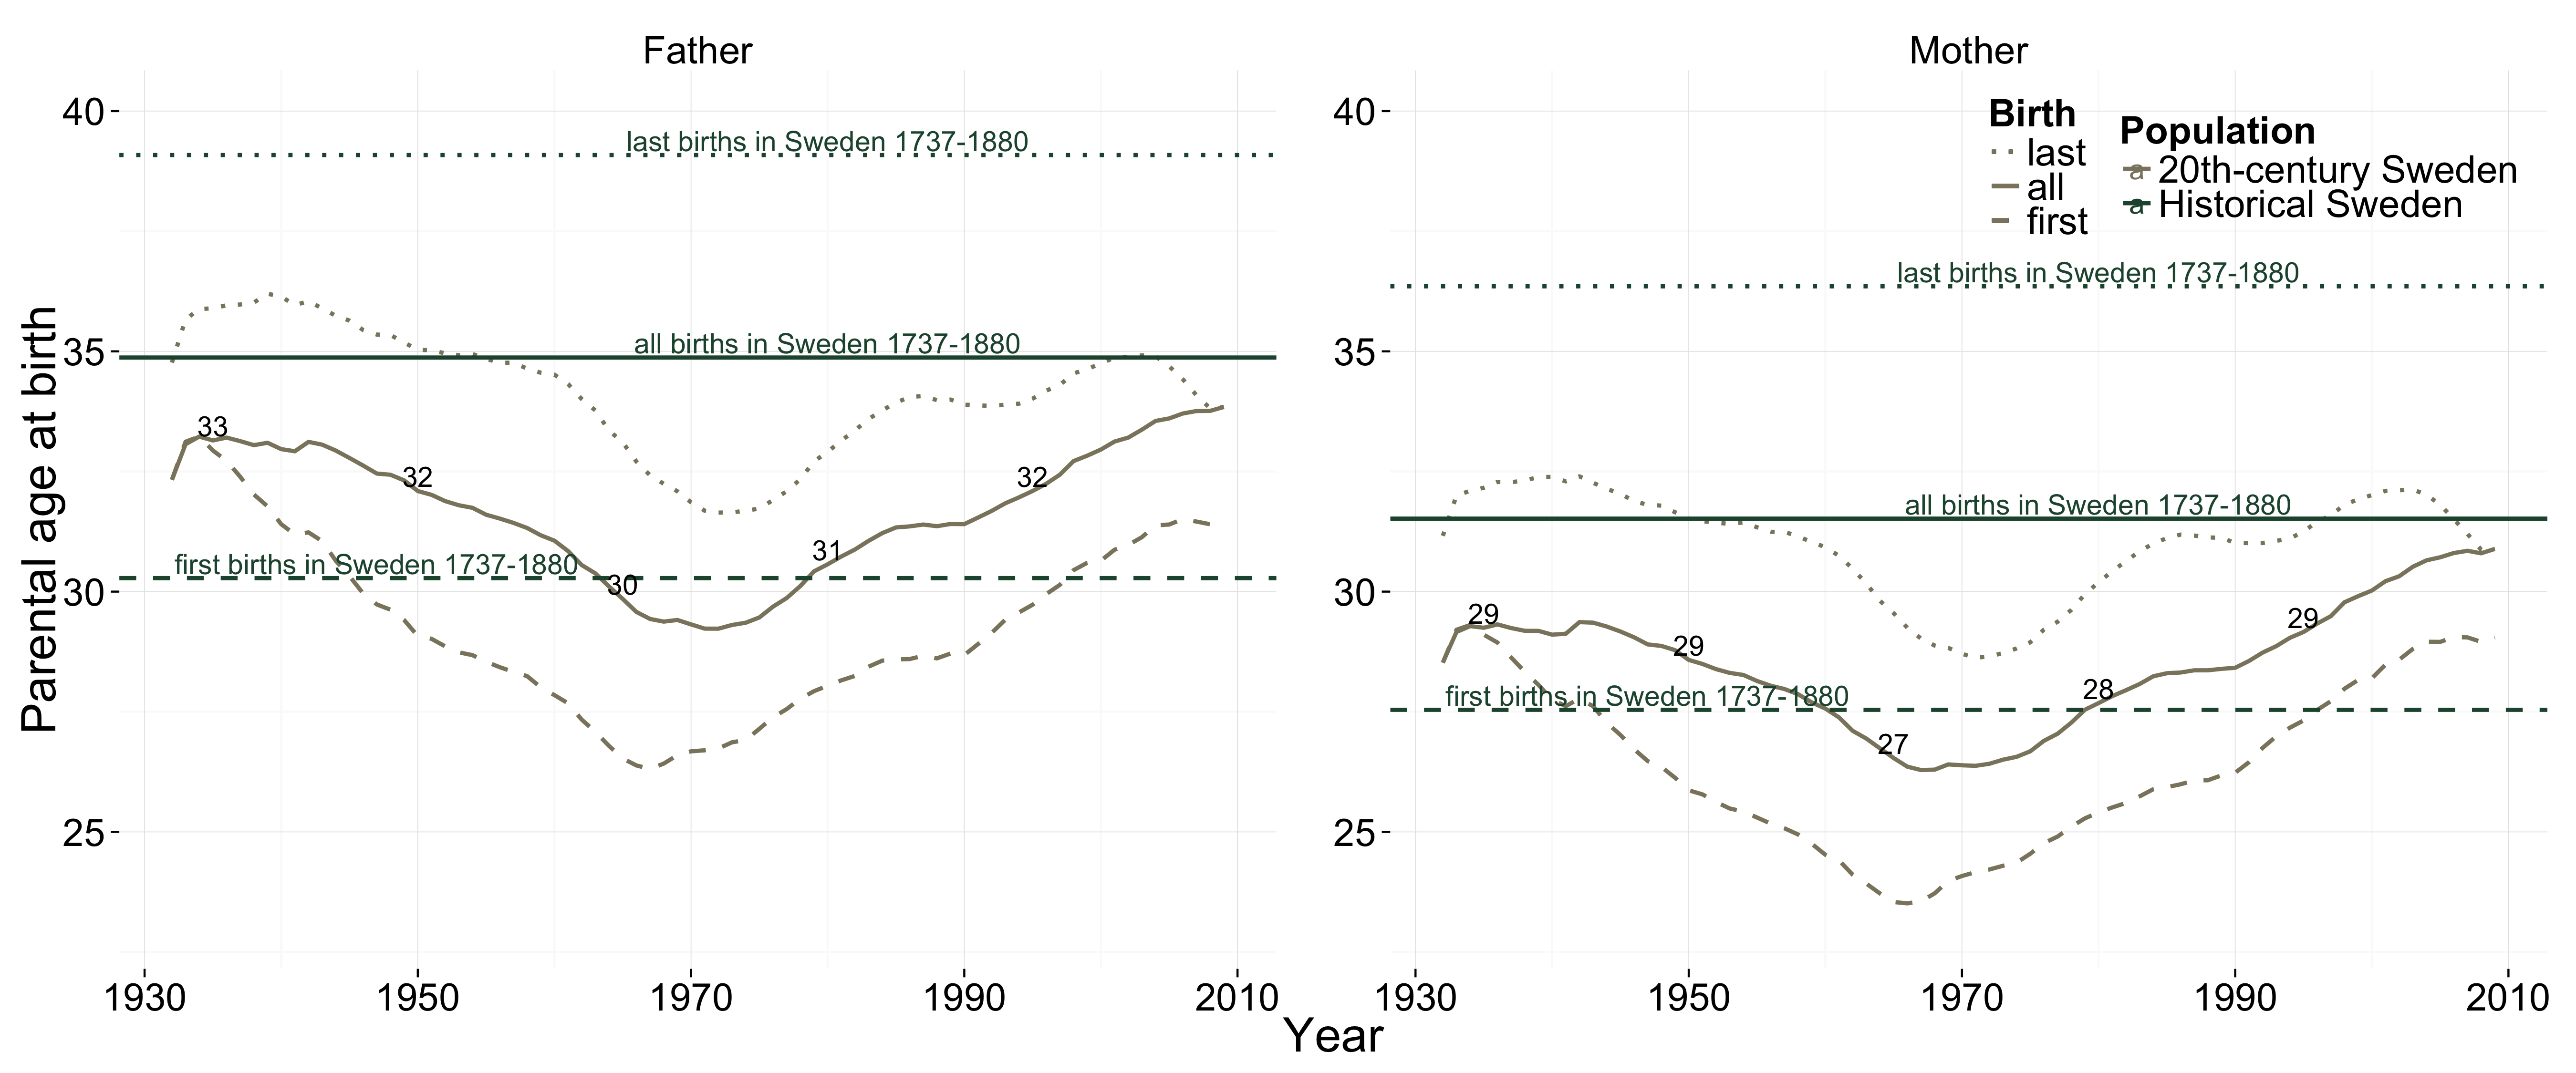 Father
Mother
Parental age at birth
40
35
30
25
last births in Sweden 1737-1880
all births in Sweden 1737-1880
first births in Sweden 1737-1880
33
32
30
31
32
1930
1950
1970
1990
2010
40
35
30
25
Birth
last
all
first
Population
a 20th-century Sweden
a Historical Sweden
last births in Sweden 1737-1880
all births in Sweden 1737-1880
first births in Sweden 1737-1880
29
29
27
28
29
1930
1950
1970
1990
2010
Year